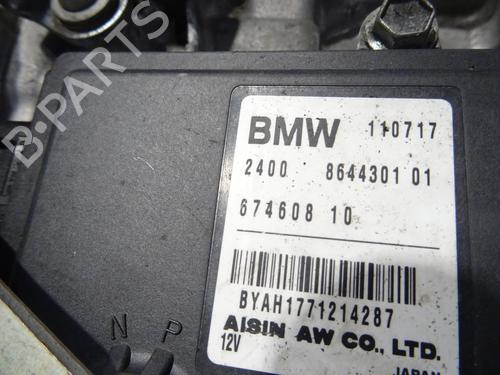 B-PARTS
BMW 110717
2400 8644301 01
674608 10
BYAH1771214287
AISIN AW CO., LTD.
12V JAPAN
N P